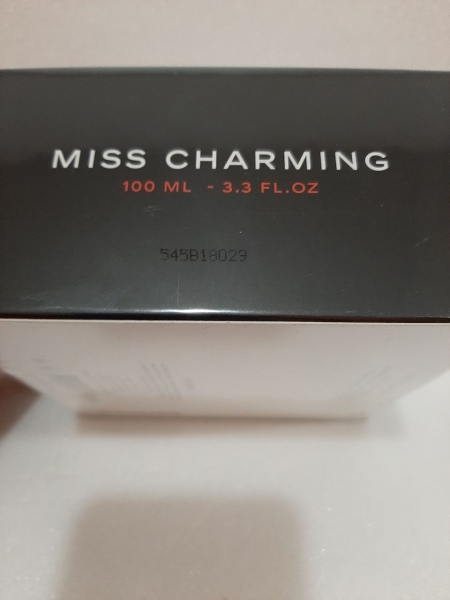 MISS CHARMING
100 ML - 3.3 FL.OZ
545B18029